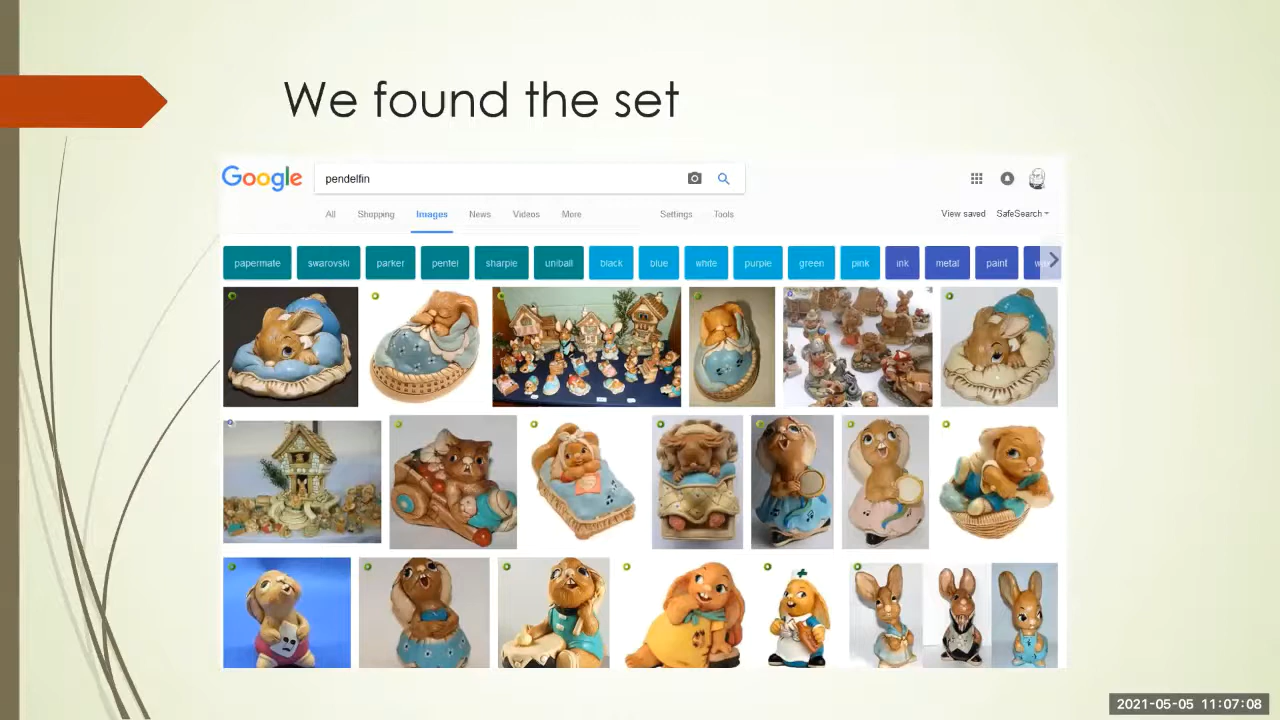 We found the set
Google
pendelfin
All Shopping Images News Videos More Settings Tools View saved SafeSearch
papermate swarovski parker pentel sharpie uniball black blue white purple green pink ink metal paint
2021-05-05 11:07:08